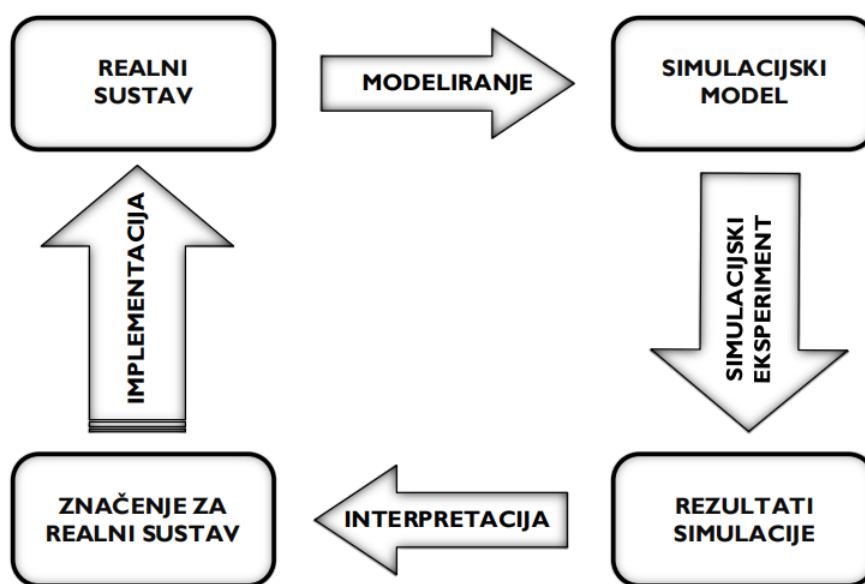 REALNI
SUSTAV
MODELIRANJE
SIMULACIJSKI
MODEL
IMPLEMENTACIJA
SIMULACIJSKI
EKSPERIMENT
ZNAČENJE ZA
REALNI SUSTAV
INTERPRETACIJA
REZULTATI
SIMULACIJE